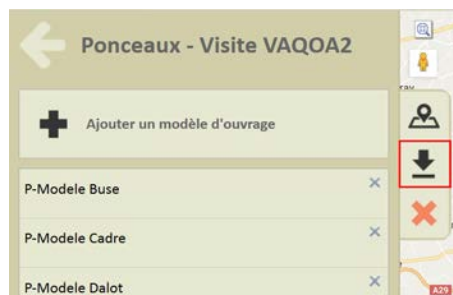 Ponceaux - Visite VAQOA2
Ajouter un modèle d'ouvrage
P-Modele Buse
P-Modele Cadre
P-Modele Dalot
A29